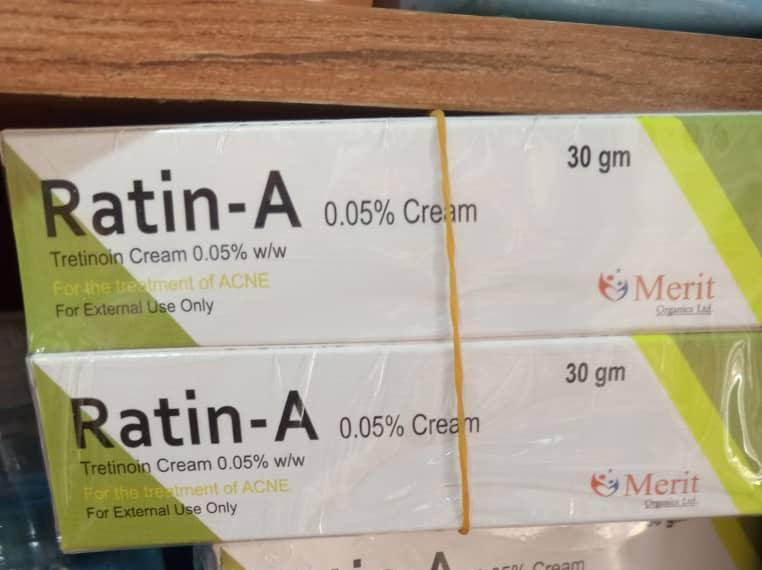 30 gm
Ratin-A 0.05% Cream
Tretinoin Cream 0.05% w/w
For the treatment of ACNE
For External Use Only
Merit
Organics Ltd.
30 gm
Ratin-A 0.05% Cream
Tretinoin Cream 0.05% w/w
For the treatment of ACNE
For External Use Only
Merit
Organics Ltd.
Cream